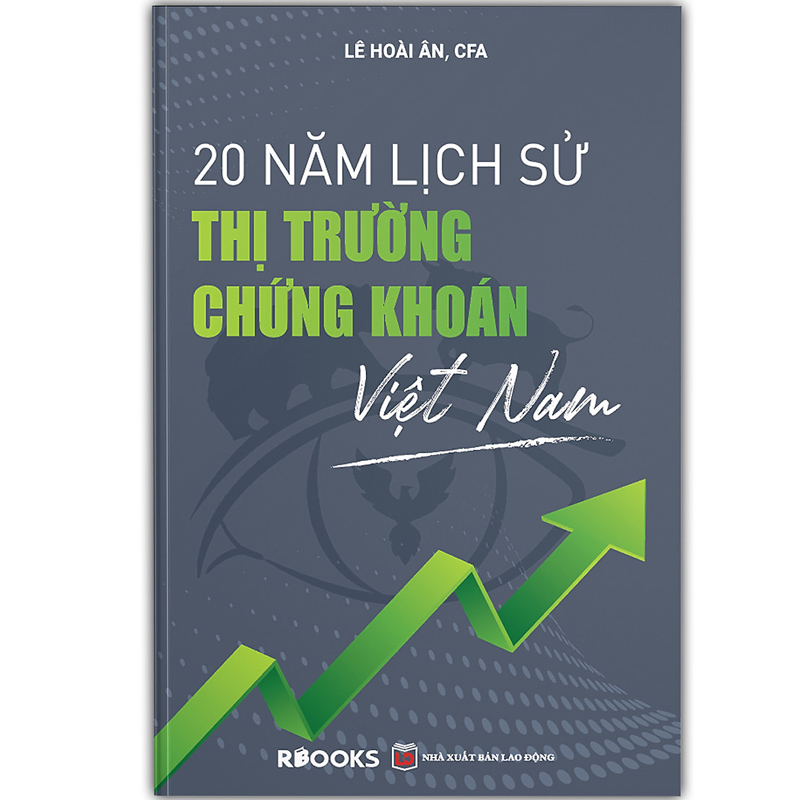 LÊ HOÀI ÂN, CFA
20 NĂM LỊCH SỬ
THỊ TRƯỜNG
CHỨNG KHOÁN
Việt Nam
RBOOKS
NHÀ XUẤT BẢN LAO ĐỘNG